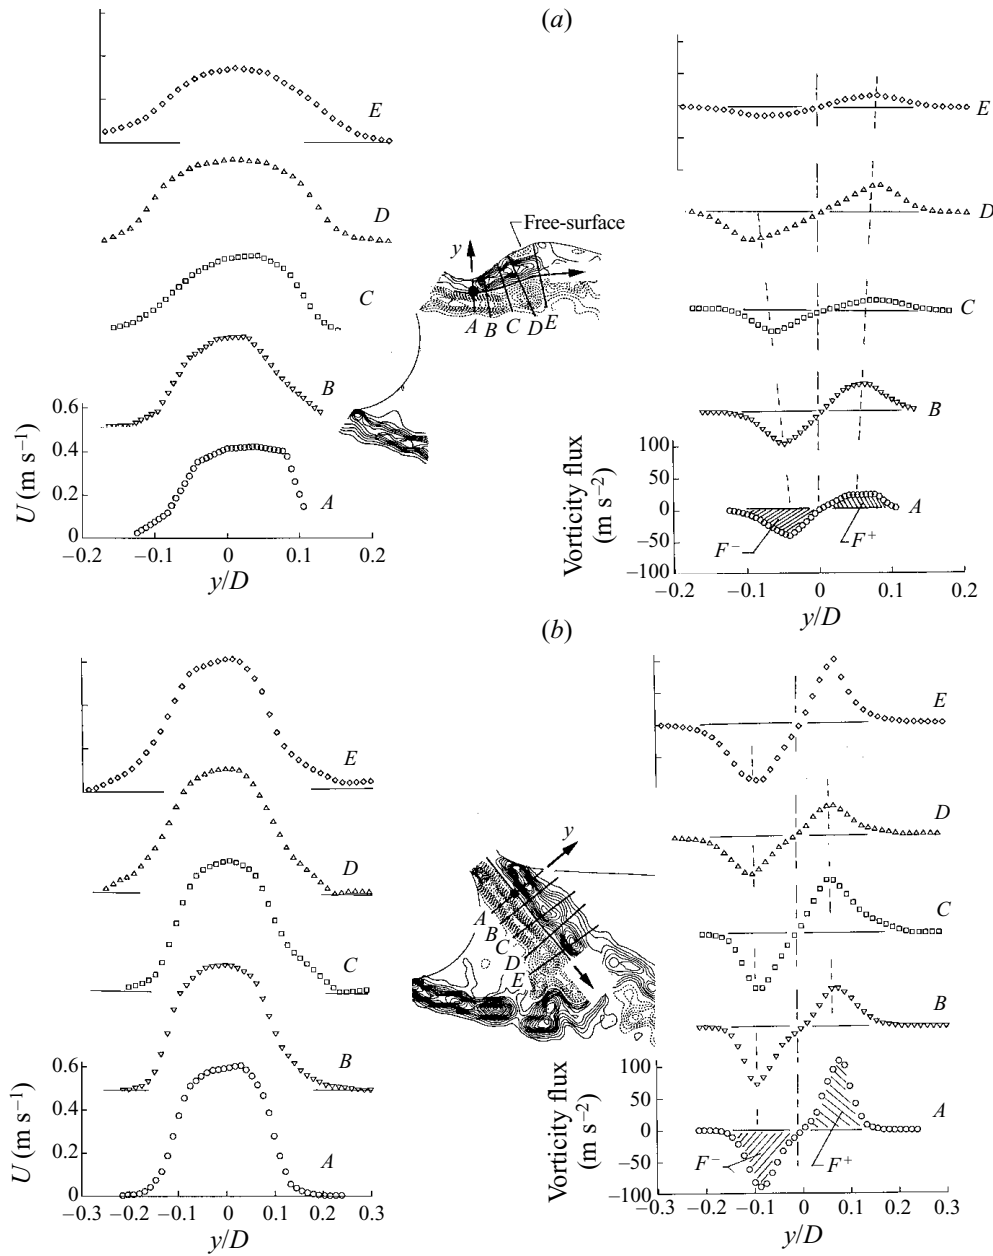 (a)
E
D
C
B
A
0.6
0.4
0.2
0
U (m s−1)
−0.2
−0.1
0
0.1
0.2
y/D
Free-surface
y
A
B
C
D
E
E
D
C
B
A
100
50
0
−50
−100
Vorticity flux
(m s−2)
F−
F+
−0.2
−0.1
0
0.1
0.2
y/D
(b)
E
D
C
B
A
0.6
0.4
0.2
0
U (m s−1)
−0.3
−0.2
−0.1
0
0.1
0.2
0.3
y/D
y
A
B
C
D
E
E
D
C
B
A
100
50
0
−50
−100
Vorticity flux
(m s−2)
F−
F+
−0.3
−0.2
−0.1
0
0.1
0.2
0.3
y/D